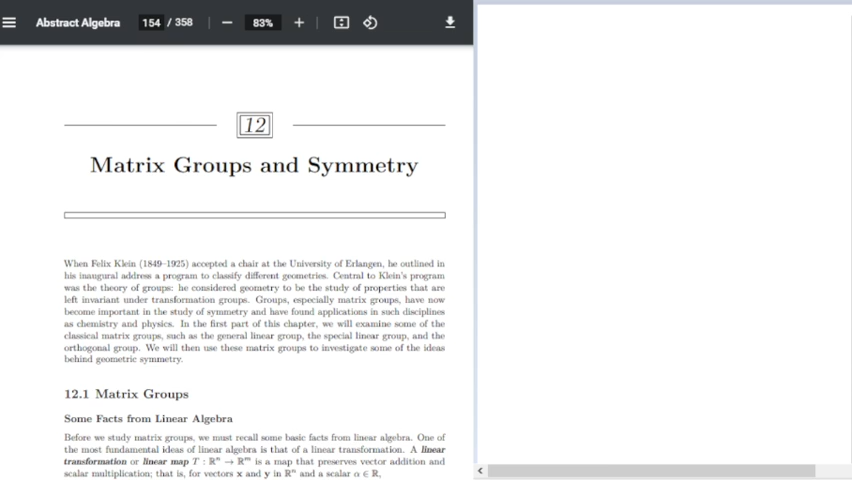 Abstract Algebra 154 / 358 83%
12
Matrix Groups and Symmetry
When Felix Klein (1849–1925) accepted a chair at the University of Erlangen, he outlined in
his inaugural address a program to classify different geometries. Central to Klein's program
was the theory of groups: he considered geometry to be the study of properties that are
left invariant under transformation groups. Groups, especially matrix groups, have now
become important in the study of symmetry and have found applications in such disciplines
as chemistry and physics. In the first part of this chapter, we will examine some of the
classical matrix groups, such as the general linear group, the special linear group, and the
orthogonal group. We will then use these matrix groups to investigate some of the ideas
behind geometric symmetry.
12.1 Matrix Groups
Some Facts from Linear Algebra
Before we study matrix groups, we must recall some basic facts from linear algebra. One of
the most fundamental ideas of linear algebra is that of a linear transformation. A linear
transformation or linear map T : ℝⁿ → ℝᵐ is a map that preserves vector addition and
scalar multiplication; that is, for vectors x and y in ℝⁿ and a scalar α ∈ ℝ,